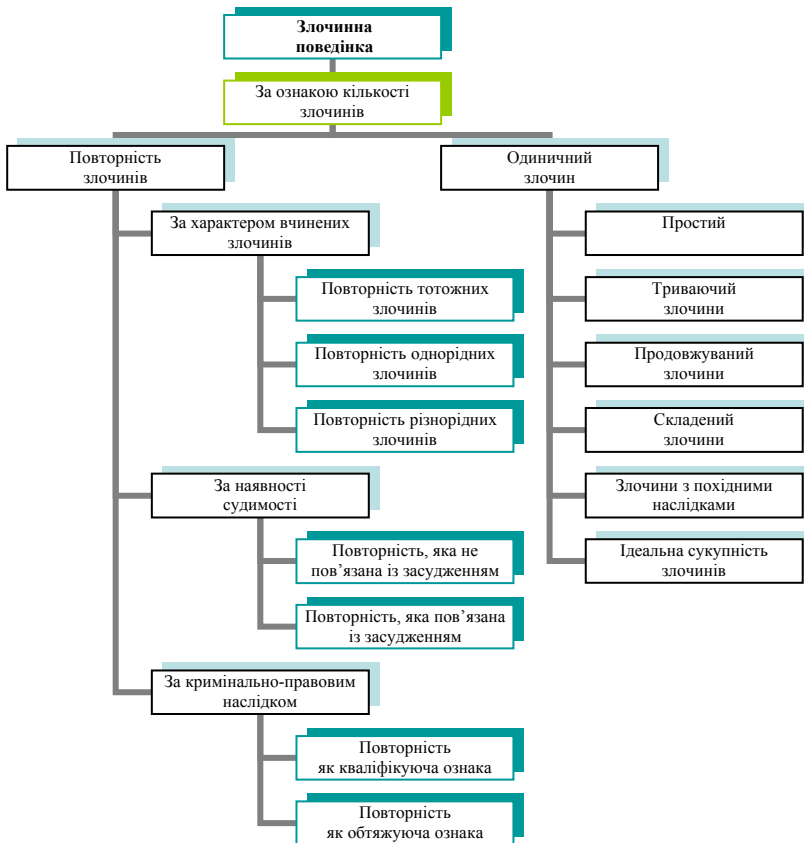 Злочинна
поведінка
За ознакою кількості
злочинів
Повторність
злочинів
За характером вчинених
злочинів
Повторність тотожних
злочинів
Повторність однорідних
злочинів
Повторність різнорідних
злочинів
За наявності
судимості
Повторність, яка не
пов’язана із засудженням
Повторність, яка пов’язана
із засудженням
За кримінально-правовим
наслідком
Повторність
як кваліфікуюча ознака
Повторність
як обтяжуюча ознака
Одиничний
злочин
Простий
Триваючий
злочини
Продовжуваний
злочини
Складений
злочини
Злочини з похідними
наслідками
Ідеальна сукупність
злочинів